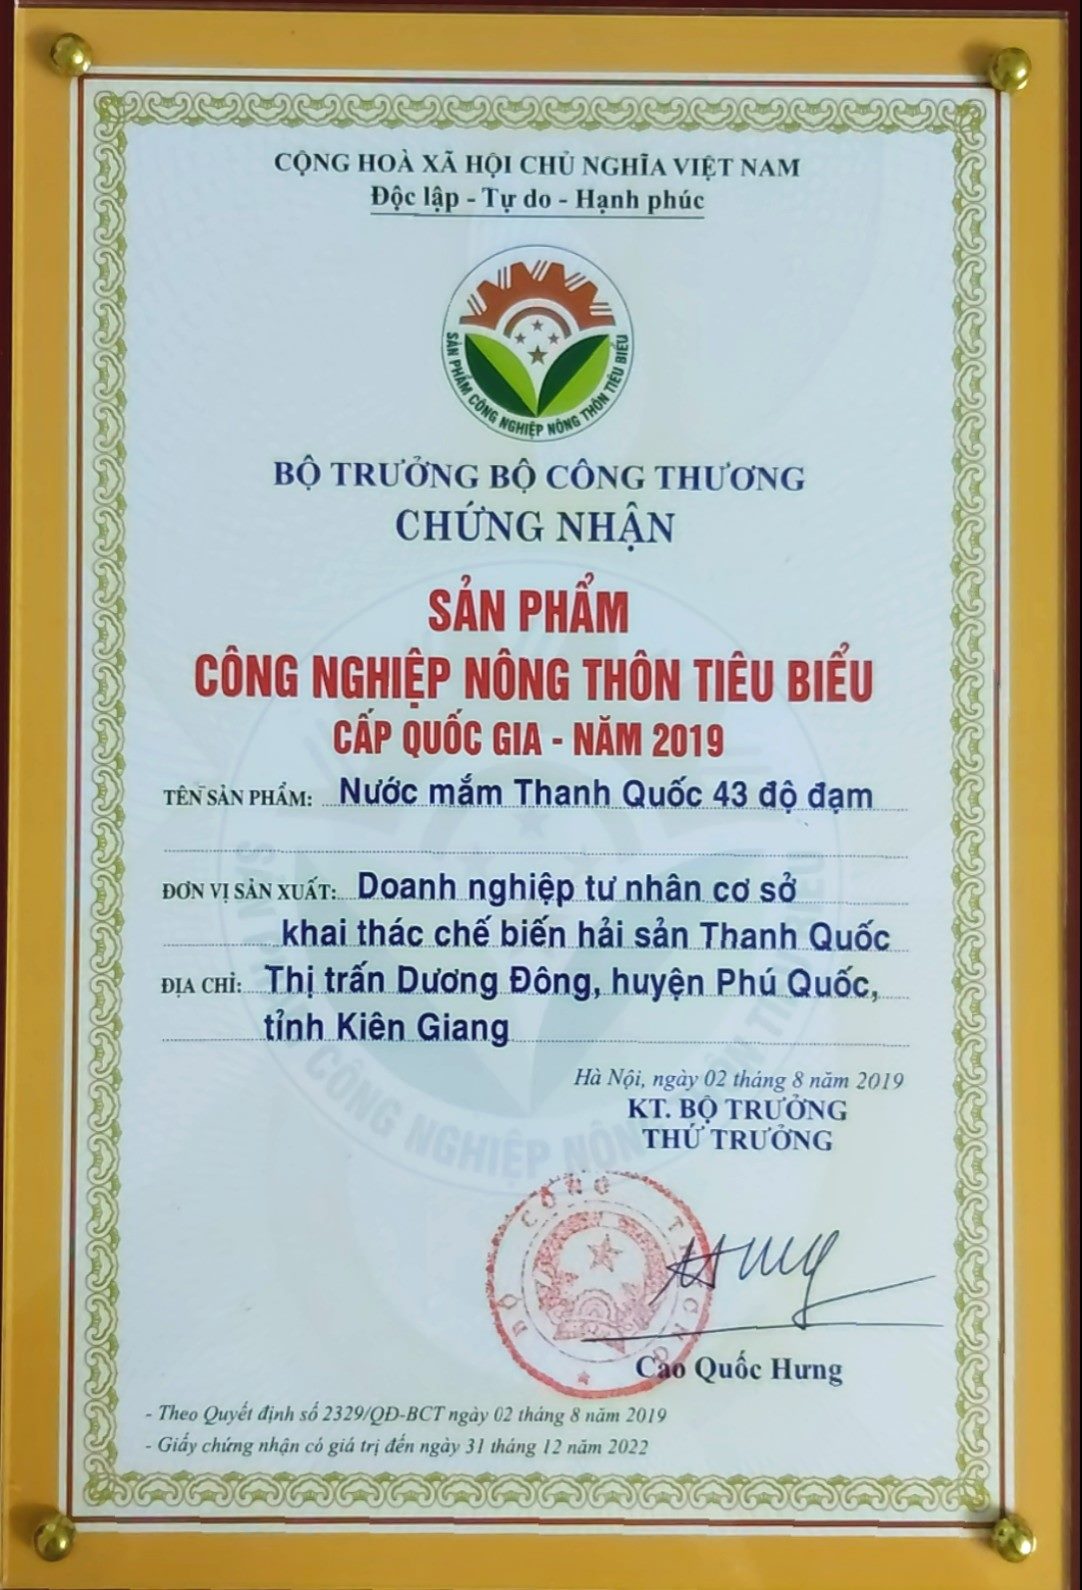 CỘNG HOÀ XÃ HỘI CHỦ NGHĨA VIỆT NAM
Độc lập - Tự do - Hạnh phúc
SẢN PHẨM CÔNG NGHIỆP NÔNG THÔN TIÊU BIỂU
BỘ TRƯỞNG BỘ CÔNG THƯƠNG
CHỨNG NHẬN
SẢN PHẨM
CÔNG NGHIỆP NÔNG THÔN TIÊU BIỂU
CẤP QUỐC GIA - NĂM 2019
TÊN SẢN PHẨM: Nước mắm Thanh Quốc 43 độ đạm
ĐƠN VỊ SẢN XUẤT: Doanh nghiệp tư nhân cơ sở
khai thác chế biến hải sản Thanh Quốc
ĐỊA CHỈ: Thị trấn Dương Đông, huyện Phú Quốc,
tỉnh Kiên Giang
Hà Nội, ngày 02 tháng 8 năm 2019
KT. BỘ TRƯỞNG
THỨ TRƯỞNG
BỘ CÔNG THƯƠNG
Cao Quốc Hưng
- Theo Quyết định số 2329/QĐ-BCT ngày 02 tháng 8 năm 2019
- Giấy chứng nhận có giá trị đến ngày 31 tháng 12 năm 2022